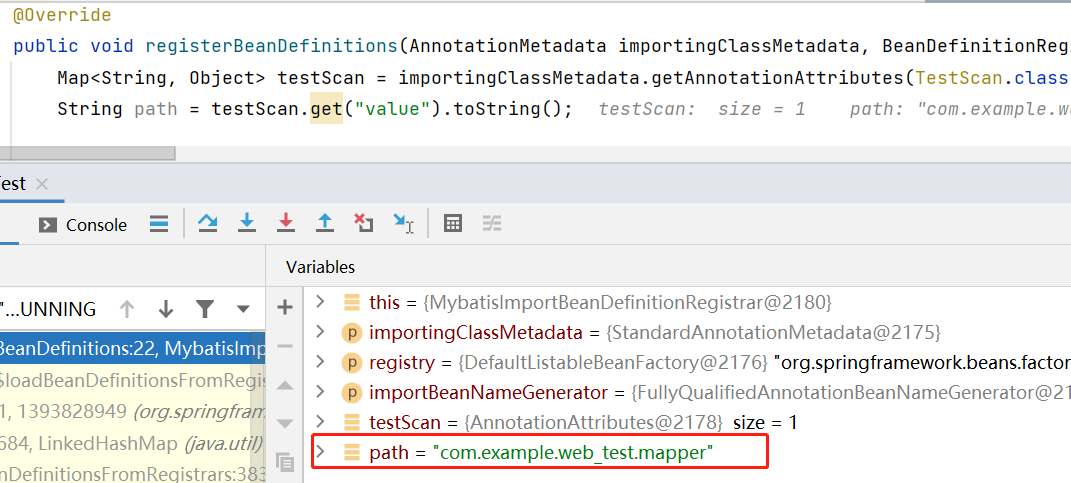 @Override
public void registerBeanDefinitions(AnnotationMetadata importingClassMetadata, BeanDefinitionRegi
Map<String, Object> testScan = importingClassMetadata.getAnnotationAttributes(TestScan.class
String path = testScan.get("value").toString(); testScan: size = 1 path: "com.example.we
est
Console
Variables
"...UNNING
this = {MybatisImportBeanDefinitionRegistrar@2180}
BeanDefinitions:22, MybatisImp
importingClassMetadata = {StandardAnnotationMetadata@2175}
$loadBeanDefinitionsFromRegis
p registry = {DefaultListableBeanFactory@2176} "org.springframework.beans.factor
p importBeanNameGenerator = {FullyQualifiedAnnotationBeanNameGenerator@21
1, 1393828949 (org.springfram
testScan = {AnnotationAttributes@2178} size = 1
684, LinkedHashMap (java.util)
path = "com.example.web_test.mapper"
nDefinitionsFromRegistrars:383